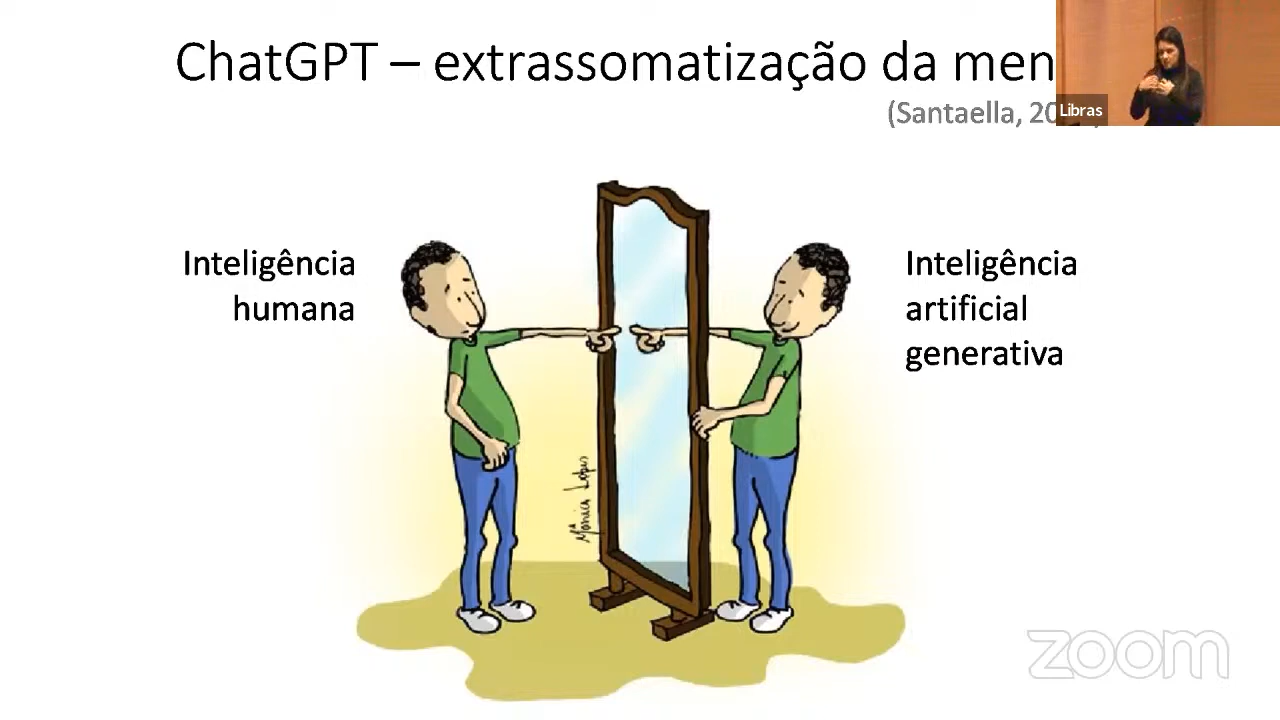 ChatGPT – extrassomatização da men
(Santaella, 20
Libras
Inteligência
humana
Inteligência
artificial
generativa
Mônica Lopes
zoom